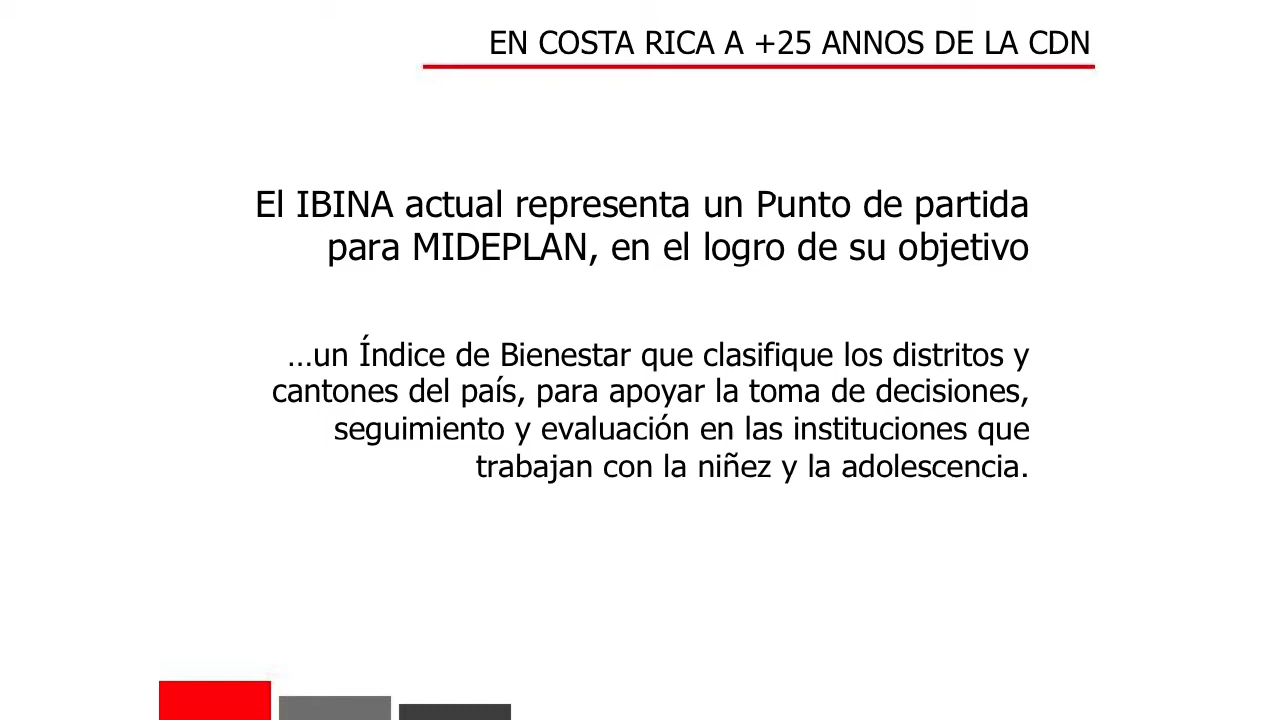 EN COSTA RICA A +25 ANNOS DE LA CDN
El IBINA actual representa un Punto de partida
para MIDEPLAN, en el logro de su objetivo
…un Índice de Bienestar que clasifique los distritos y
cantones del país, para apoyar la toma de decisiones,
seguimiento y evaluación en las instituciones que
trabajan con la niñez y la adolescencia.